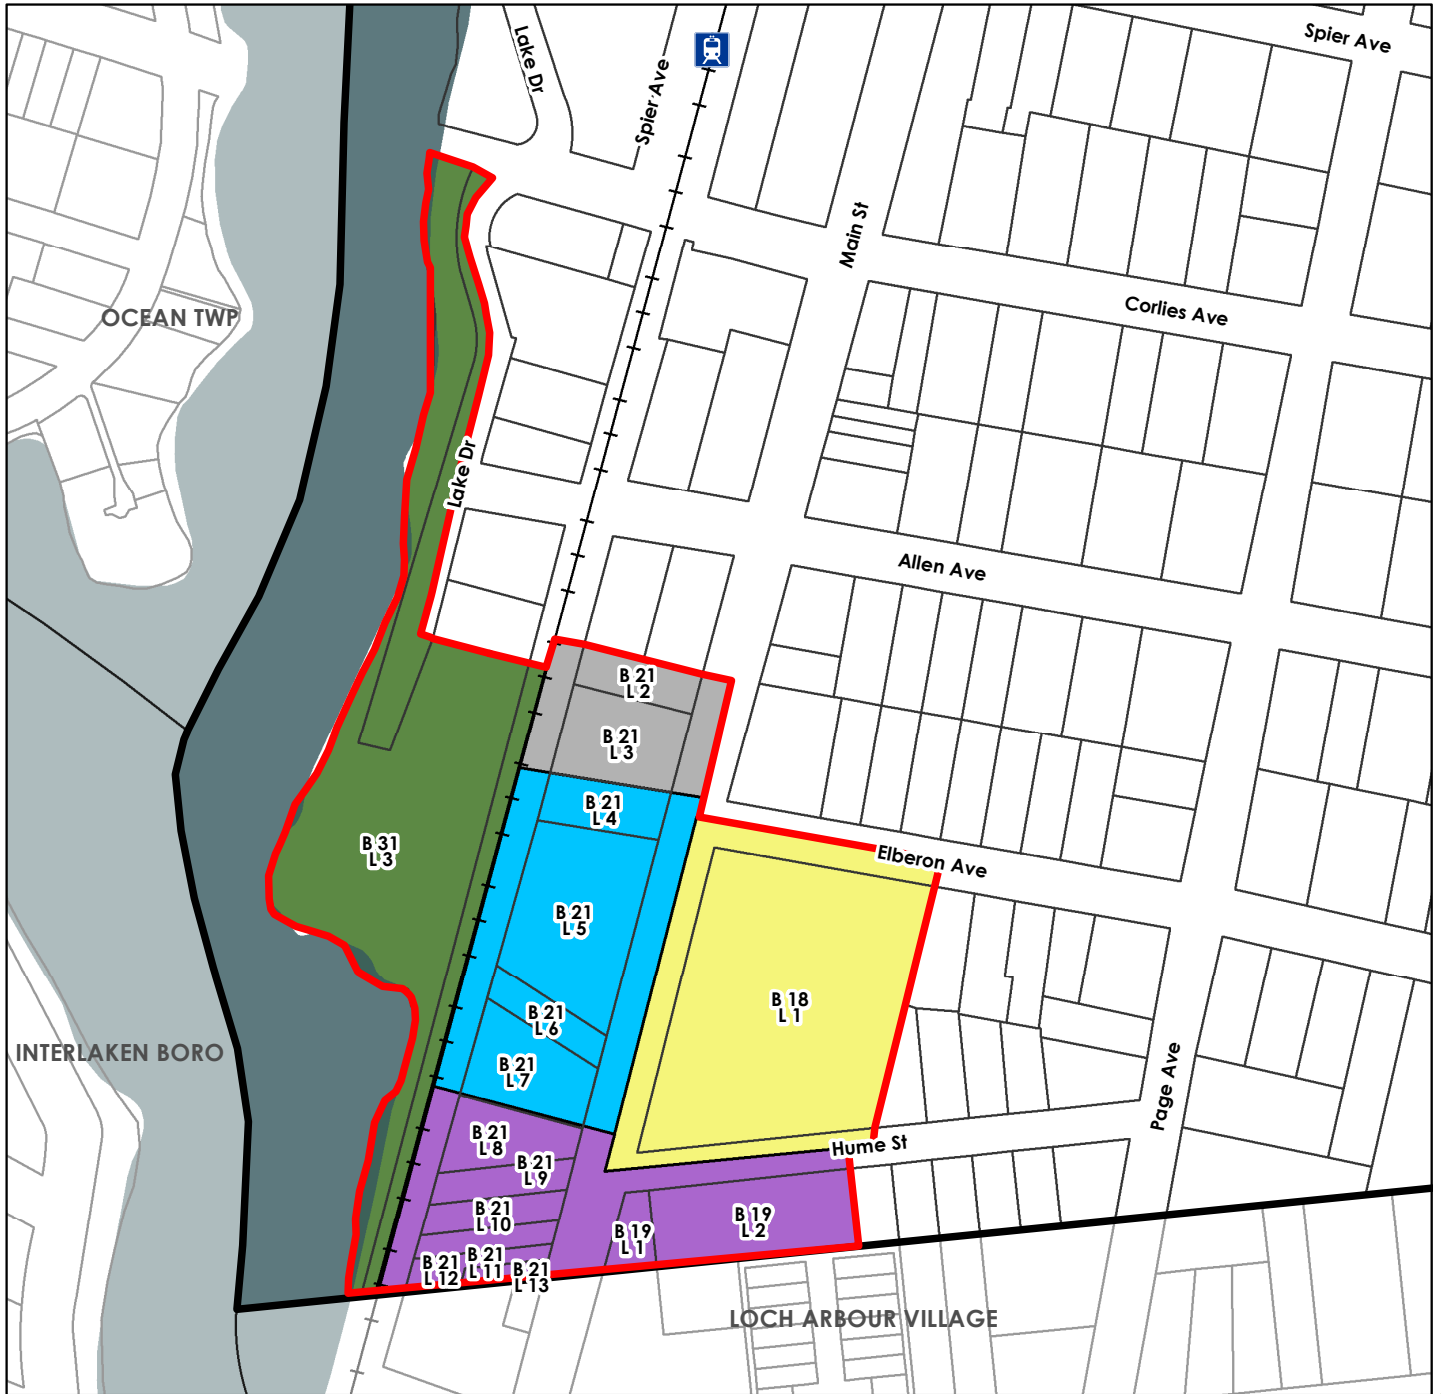 Spier Ave
Lake Dr
Spier Ave
Main St
Corlies Ave
OCEAN TWP
Lake Dr
Allen Ave
B 21
L 2
B 21
L 3
B 21
L 4
B 31
L 3
Elberon Ave
B 21
L 5
B 18
L 1
B 21
L 6
INTERLAKEN BORO
B 21
L 7
Page Ave
B 21
L 8
Hume St
B 21
L 9
B 21
L 10
B 19
L 2
B 19
L 1
B 21
L 11
B 21
L 12
B 21
L 13
LOCH ARBOUR VILLAGE